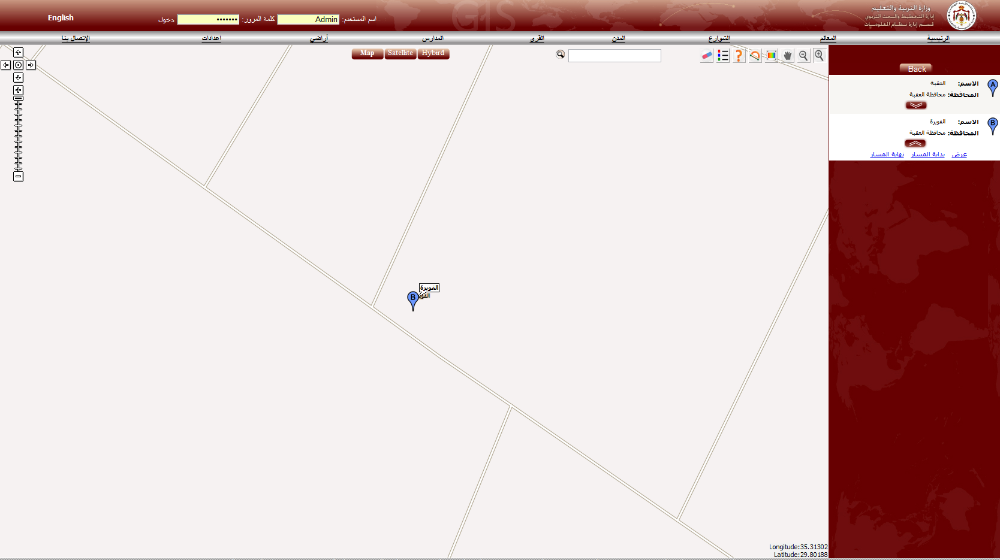 وزارة التربية والتعليم
إدارة التخطيط والبحث التربوي
قسم إدارة نظام المعلومات
GIS
اسم المستخدم: Admin كلمة المرور: ••••••• دخول
English
الرئيسية المعالم الشوارع المدن القرى المدارس أراضي اعدادات الإتصال بنا
Map Satellite Hybird
Back
A
الاسم: العقبة
المحافظة: محافظة العقبة
B
الاسم: القويرة
المحافظة: محافظة العقبة
عرض بداية المسار نهاية المسار
القويرة
B القوي
Longitude:35.31302
Latitude:29.80188